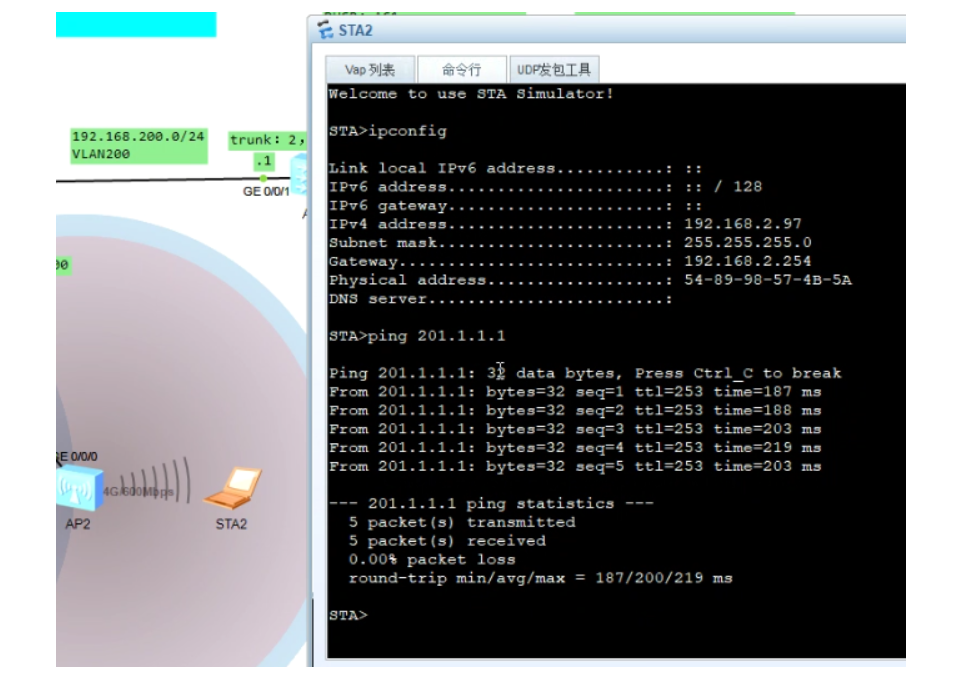 STA2
Vap 列表
命令行
UDP发包工具
Welcome to use STA Simulator!
STA>ipconfig
Link local IPv6 address...........: ::
IPv6 address......................: :: / 128
IPv6 gateway......................: ::
IPv4 address......................: 192.168.2.97
Subnet mask.......................: 255.255.255.0
Gateway...........................: 192.168.2.254
Physical address..................: 54-89-98-57-4B-5A
DNS server........................:
STA>ping 201.1.1.1
Ping 201.1.1.1: 32 data bytes, Press Ctrl_C to break
From 201.1.1.1: bytes=32 seq=1 ttl=253 time=187 ms
From 201.1.1.1: bytes=32 seq=2 ttl=253 time=188 ms
From 201.1.1.1: bytes=32 seq=3 ttl=253 time=203 ms
From 201.1.1.1: bytes=32 seq=4 ttl=253 time=219 ms
From 201.1.1.1: bytes=32 seq=5 ttl=253 time=203 ms
--- 201.1.1.1 ping statistics ---
5 packet(s) transmitted
5 packet(s) received
0.00% packet loss
round-trip min/avg/max = 187/200/219 ms
STA>
192.168.200.0/24
VLAN200
trunk: 2,
.1
GE 0/0/1
GE 0/0/0
4G/600Mbps
AP2
STA2